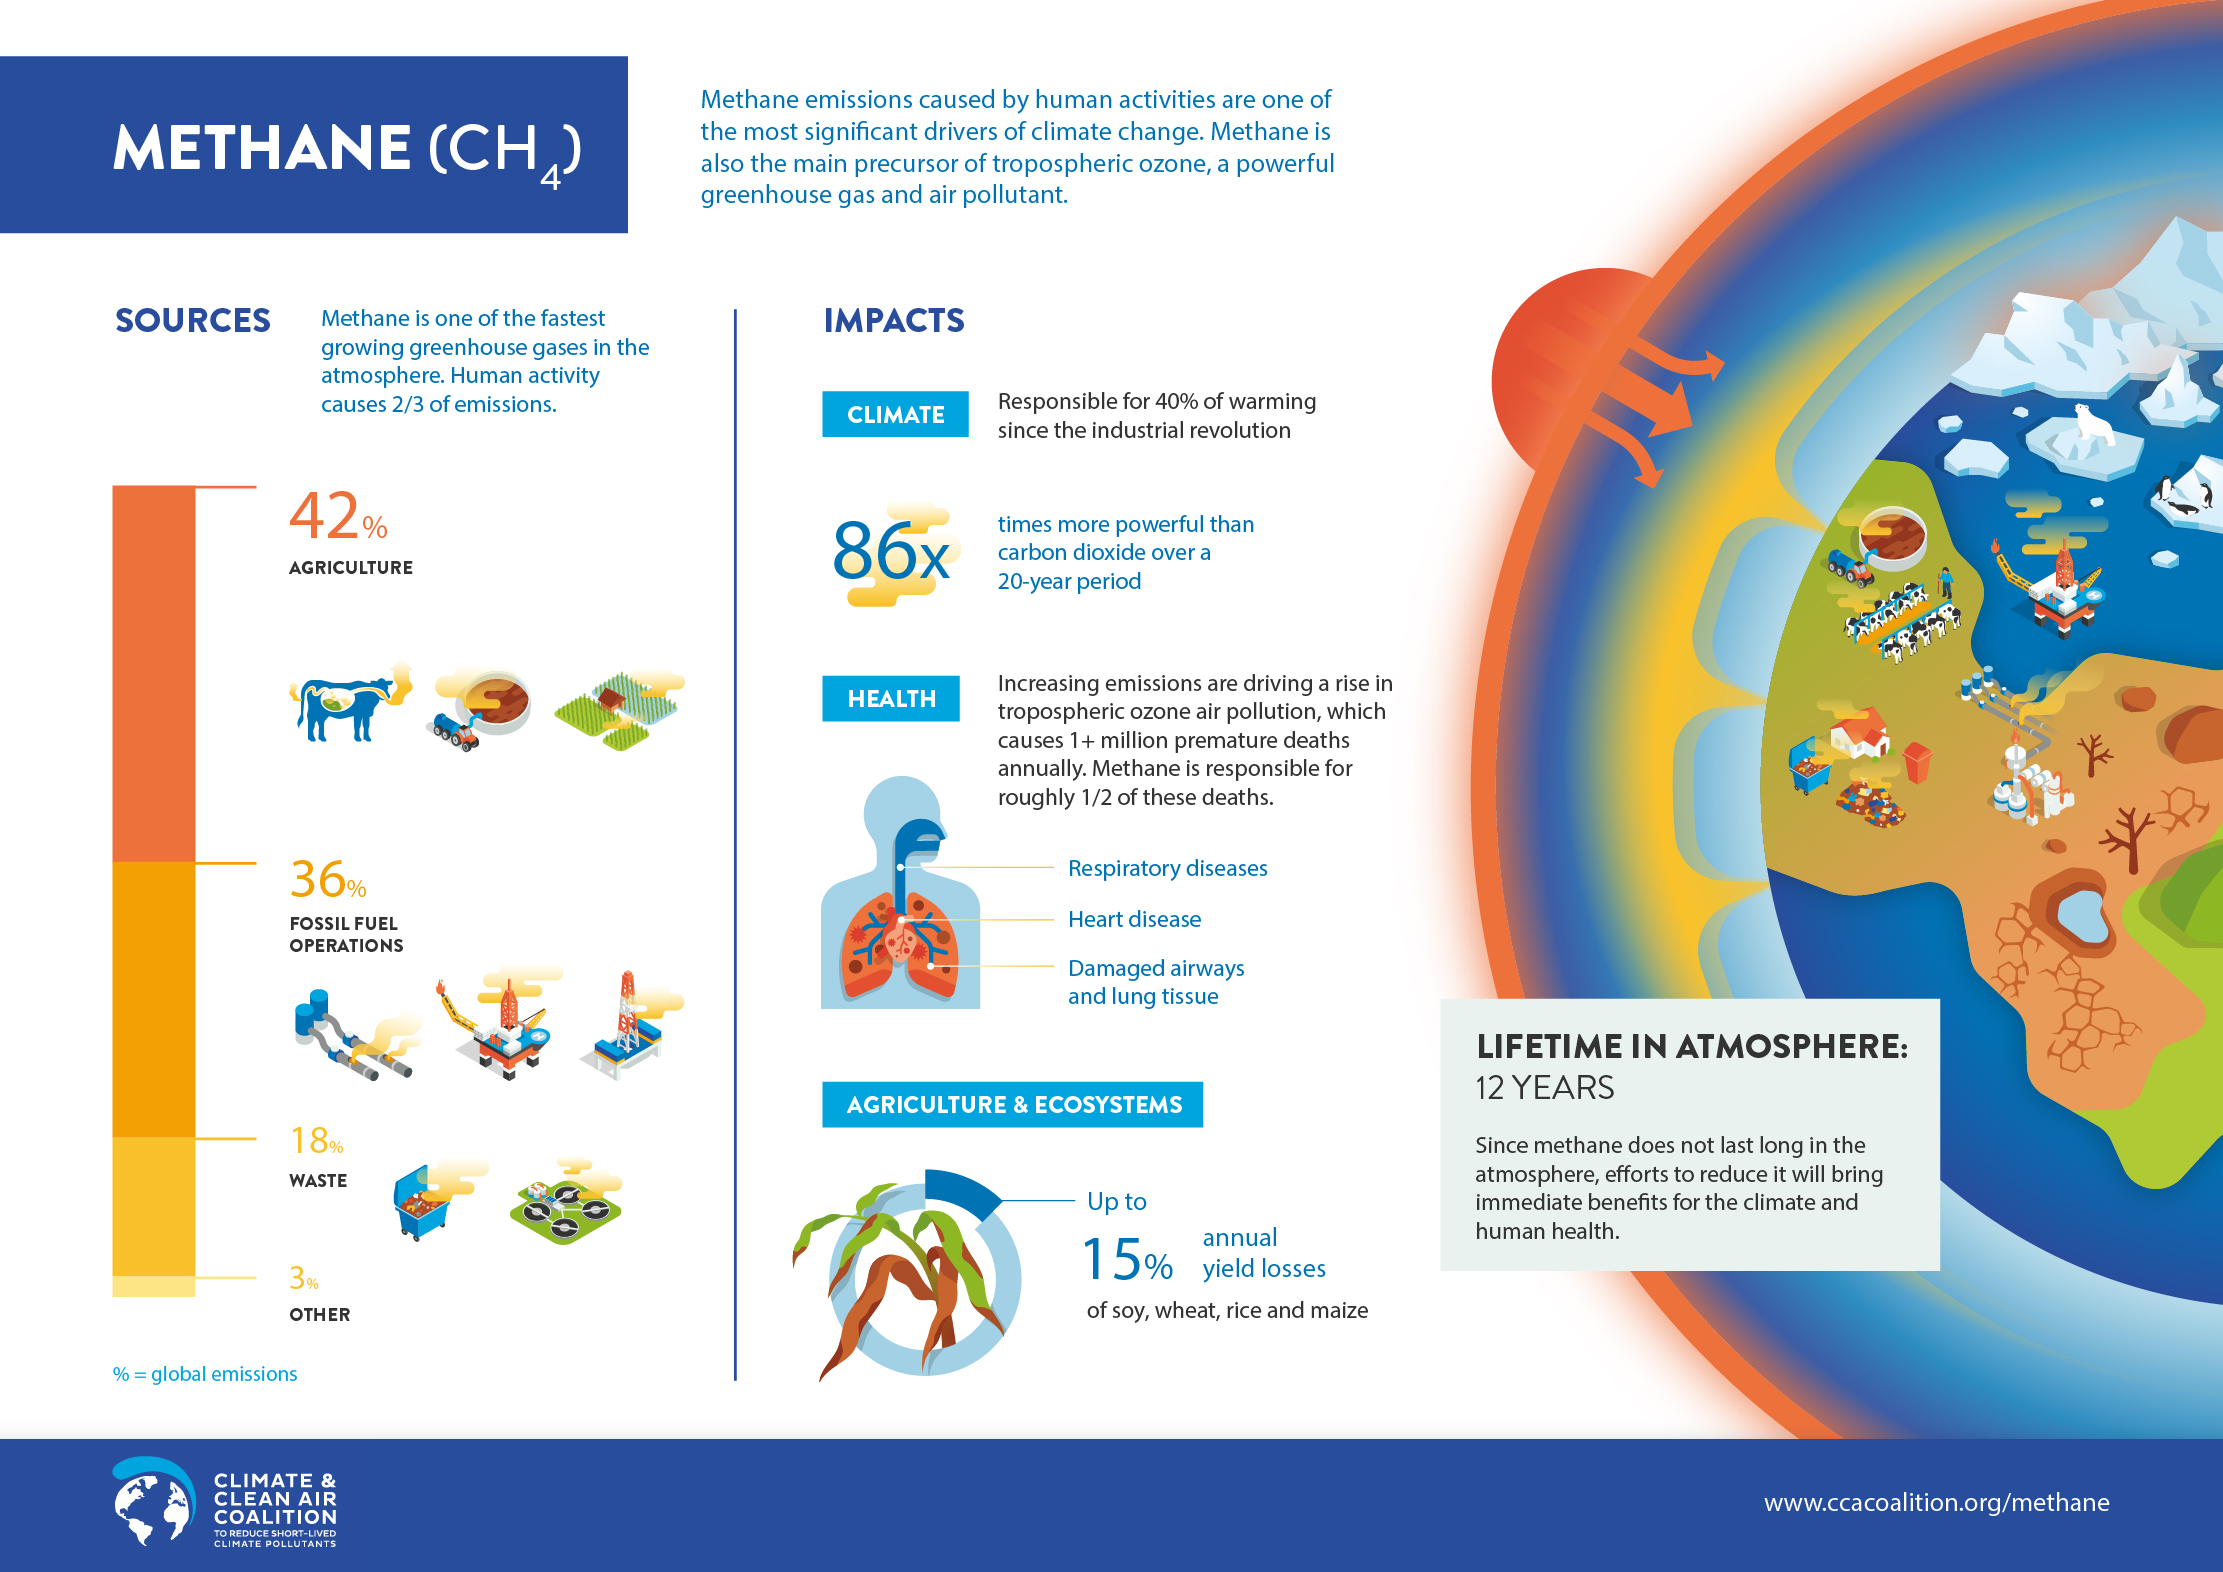 METHANE (CH4)
Methane emissions caused by human activities are one of
the most significant drivers of climate change. Methane is
also the main precursor of tropospheric ozone, a powerful
greenhouse gas and air pollutant.
SOURCES
Methane is one of the fastest
growing greenhouse gases in the
atmosphere. Human activity
causes 2/3 of emissions.
42%
AGRICULTURE
36%
FOSSIL FUEL
OPERATIONS
18%
WASTE
3%
OTHER
% = global emissions
IMPACTS
CLIMATE
Responsible for 40% of warming
since the industrial revolution
86x
times more powerful than
carbon dioxide over a
20-year period
HEALTH
Increasing emissions are driving a rise in
tropospheric ozone air pollution, which
causes 1+ million premature deaths
annually. Methane is responsible for
roughly 1/2 of these deaths.
Respiratory diseases
Heart disease
Damaged airways
and lung tissue
AGRICULTURE & ECOSYSTEMS
Up to
15%
annual
yield losses
of soy, wheat, rice and maize
LIFETIME IN ATMOSPHERE:
12 YEARS
Since methane does not last long in the
atmosphere, efforts to reduce it will bring
immediate benefits for the climate and
human health.
CLIMATE &
CLEAN AIR
COALITION
TO REDUCE SHORT-LIVED
CLIMATE POLLUTANTS
www.ccacoalition.org/methane